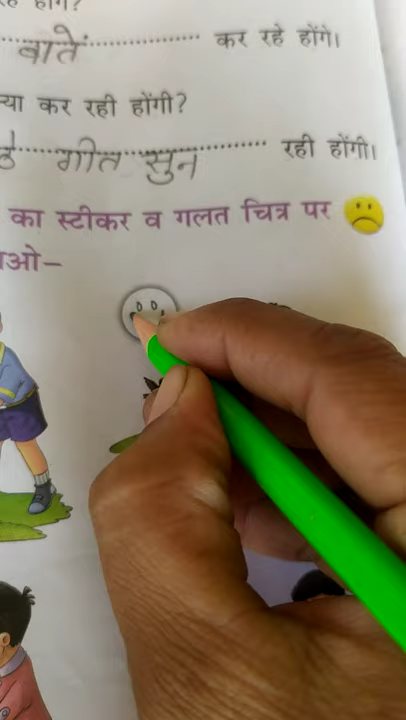 बातें कर रहे होंगे।
या कर रही होंगी?
गीत सुन रही होंगी।
का स्टीकर व गलत चित्र पर
ओ–